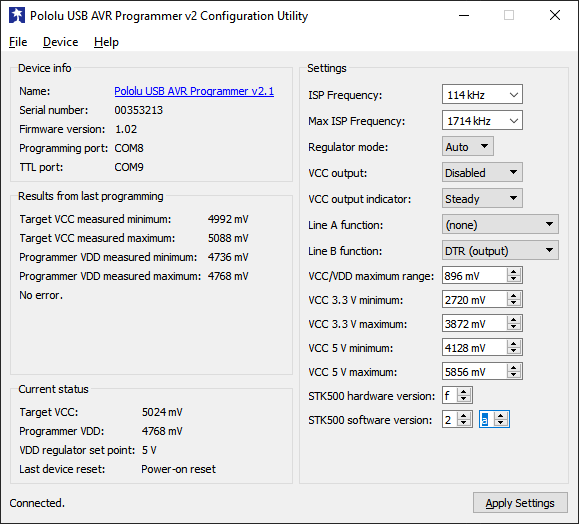 Pololu USB AVR Programmer v2 Configuration Utility
File Device Help
Device info
Name: Pololu USB AVR Programmer v2.1
Serial number: 00353213
Firmware version: 1.02
Programming port: COM8
TTL port: COM9
Results from last programming
Target VCC measured minimum: 4992 mV
Target VCC measured maximum: 5088 mV
Programmer VDD measured minimum: 4736 mV
Programmer VDD measured maximum: 4768 mV
No error.
Current status
Target VCC: 5024 mV
Programmer VDD: 4768 mV
VDD regulator set point: 5 V
Last device reset: Power-on reset
Settings
ISP Frequency: 114 kHz
Max ISP Frequency: 1714 kHz
Regulator mode: Auto
VCC output: Disabled
VCC output indicator: Steady
Line A function: (none)
Line B function: DTR (output)
VCC/VDD maximum range: 896 mV
VCC 3.3 V minimum: 2720 mV
VCC 3.3 V maximum: 3872 mV
VCC 5 V minimum: 4128 mV
VCC 5 V maximum: 5856 mV
STK500 hardware version: f
STK500 software version: 2 a
Connected.
Apply Settings